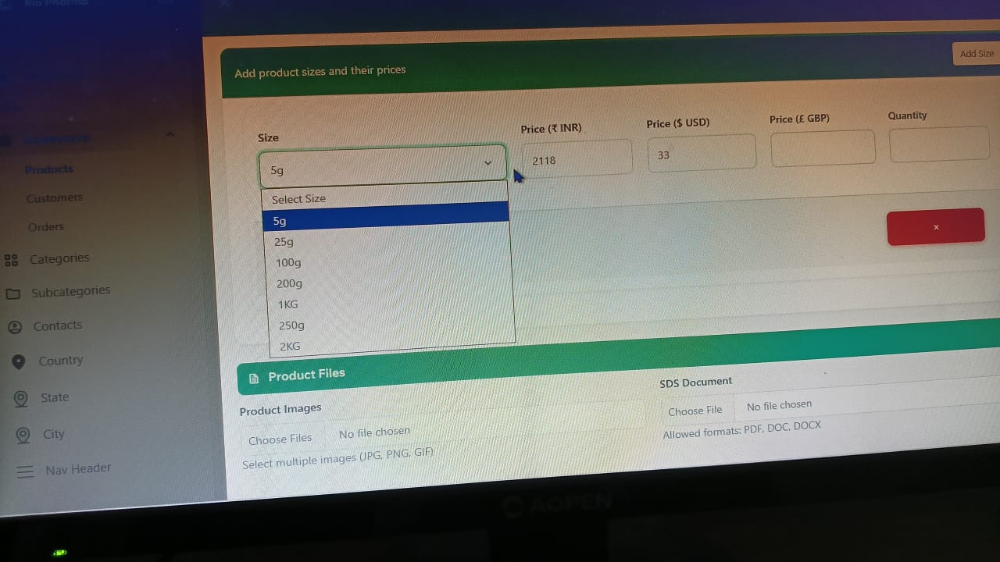 Rio Pharma
Add product sizes and their prices
Add Size
Size
Price (₹ INR)
Price ($ USD)
Price (£ GBP)
Quantity
5g
2118
33
Select Size
5g
25g
100g
200g
1KG
250g
2KG
×
Ecommerce
Products
Customers
Orders
Categories
Subcategories
Contacts
Country
State
City
Nav Header
Product Files
Product Images
Choose Files No file chosen
Select multiple images (JPG, PNG, GIF)
SDS Document
Choose File No file chosen
Allowed formats: PDF, DOC, DOCX
AOPEN